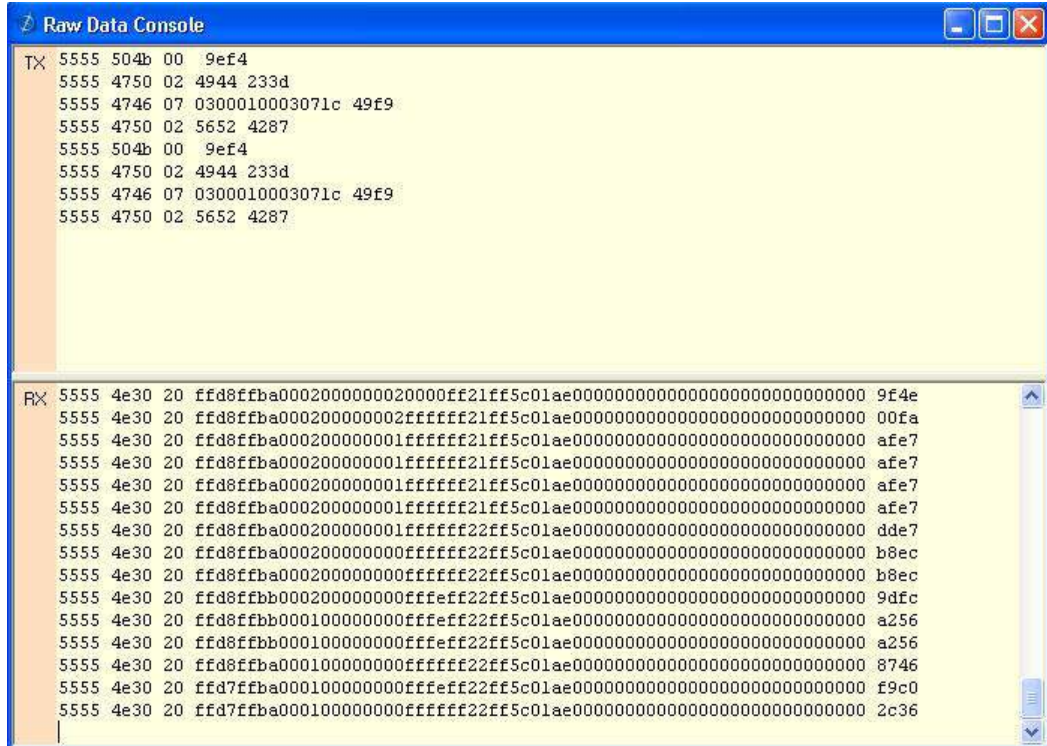 Raw Data Console
TX 5555 504b 00  9ef4
5555 4750 02 4944 233d
5555 4746 07 0300010003071c 49f9
5555 4750 02 5652 4287
5555 504b 00  9ef4
5555 4750 02 4944 233d
5555 4746 07 0300010003071c 49f9
5555 4750 02 5652 4287
RX 5555 4e30 20 ffd8ffba0002000000020000ff21ff5c01ae0000000000000000000000000000 9f4e
5555 4e30 20 ffd8ffba000200000002ffffff21ff5c01ae0000000000000000000000000000 00fa
5555 4e30 20 ffd8ffba000200000001ffffff21ff5c01ae0000000000000000000000000000 afe7
5555 4e30 20 ffd8ffba000200000001ffffff21ff5c01ae0000000000000000000000000000 afe7
5555 4e30 20 ffd8ffba000200000001ffffff21ff5c01ae0000000000000000000000000000 afe7
5555 4e30 20 ffd8ffba000200000001ffffff21ff5c01ae0000000000000000000000000000 afe7
5555 4e30 20 ffd8ffba000200000001ffffff22ff5c01ae0000000000000000000000000000 dde7
5555 4e30 20 ffd8ffba000200000000ffffff22ff5c01ae0000000000000000000000000000 b8ec
5555 4e30 20 ffd8ffba000200000000ffffff22ff5c01ae0000000000000000000000000000 b8ec
5555 4e30 20 ffd8ffbb000200000000fffeff22ff5c01ae0000000000000000000000000000 9dfc
5555 4e30 20 ffd8ffbb000100000000fffeff22ff5c01ae0000000000000000000000000000 a256
5555 4e30 20 ffd8ffbb000100000000fffeff22ff5c01ae0000000000000000000000000000 a256
5555 4e30 20 ffd8ffba000100000000ffffff22ff5c01ae0000000000000000000000000000 8746
5555 4e30 20 ffd7ffba000100000000fffeff22ff5c01ae0000000000000000000000000000 f9c0
5555 4e30 20 ffd7ffba000100000000ffffff22ff5c01ae0000000000000000000000000000 2c36